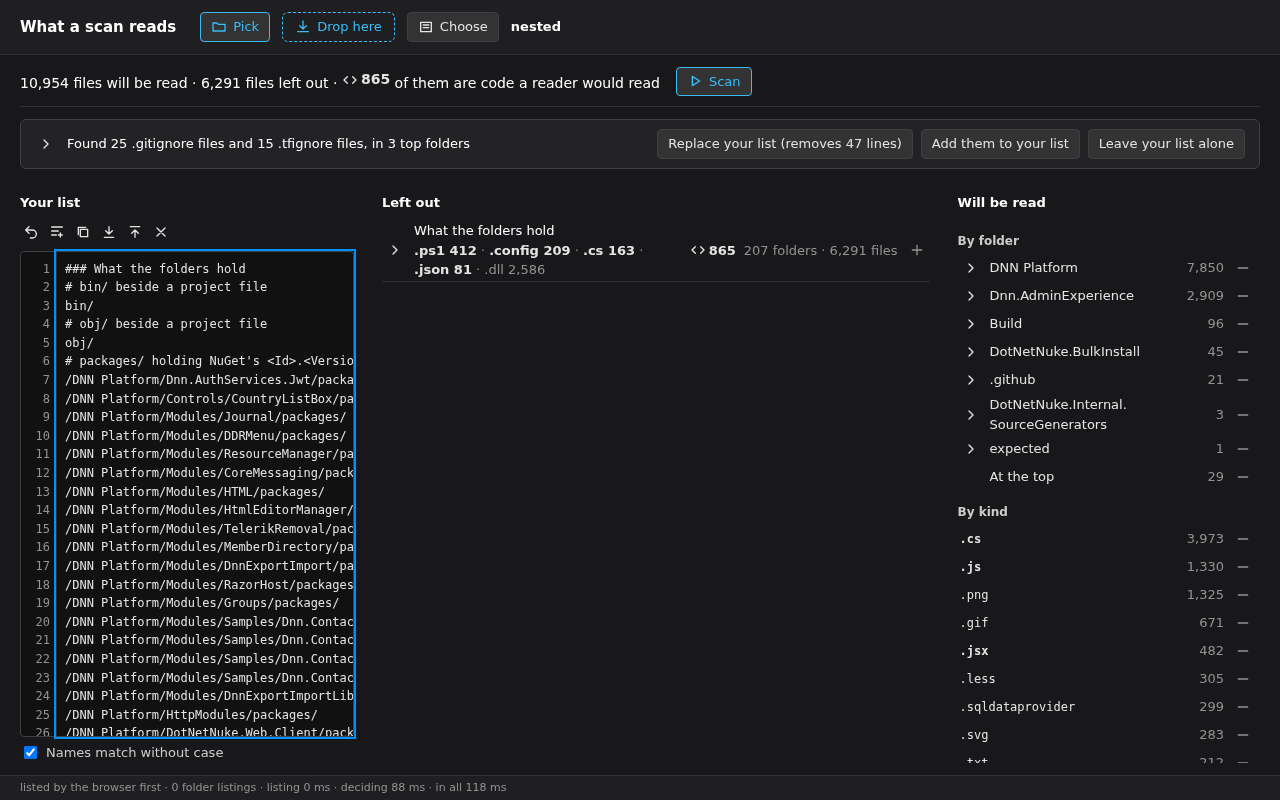 What a scan reads
Pick
Drop here
Choose
nested
10,954 files will be read · 6,291 files left out · <> 865 of them are code a reader would read
Scan
Found 25 .gitignore files and 15 .tfignore files, in 3 top folders
Replace your list (removes 47 lines)
Add them to your list
Leave your list alone
Your list
1 ### What the folders hold
2 # bin/ beside a project file
3 bin/
4 # obj/ beside a project file
5 obj/
6 # packages/ holding NuGet's <Id>.<Versio
7 /DNN Platform/Dnn.AuthServices.Jwt/packa
8 /DNN Platform/Controls/CountryListBox/pa
9 /DNN Platform/Modules/Journal/packages/
10 /DNN Platform/Modules/DDRMenu/packages/
11 /DNN Platform/Modules/ResourceManager/pa
12 /DNN Platform/Modules/CoreMessaging/pack
13 /DNN Platform/Modules/HTML/packages/
14 /DNN Platform/Modules/HtmlEditorManager/
15 /DNN Platform/Modules/TelerikRemoval/pac
16 /DNN Platform/Modules/MemberDirectory/pa
17 /DNN Platform/Modules/DnnExportImport/pa
18 /DNN Platform/Modules/RazorHost/packages
19 /DNN Platform/Modules/Groups/packages/
20 /DNN Platform/Modules/Samples/Dnn.Contac
21 /DNN Platform/Modules/Samples/Dnn.Contac
22 /DNN Platform/Modules/Samples/Dnn.Contac
23 /DNN Platform/Modules/Samples/Dnn.Contac
24 /DNN Platform/Modules/DnnExportImportLib
25 /DNN Platform/HttpModules/packages/
26 /DNN Platform/DotNetNuke.Web.Client/pack
Names match without case
Left out
What the folders hold
.ps1 412 · .config 209 · .cs 163 ·
.json 81 · .dll 2,586
<> 865 207 folders · 6,291 files
Will be read
By folder
DNN Platform 7,850
Dnn.AdminExperience 2,909
Build 96
DotNetNuke.BulkInstall 45
.github 21
DotNetNuke.Internal.
SourceGenerators 3
expected 1
At the top 29
By kind
.cs 3,973
.js 1,330
.png 1,325
.gif 671
.jsx 482
.less 305
.sqldataprovider 299
.svg 283
.txt 212
listed by the browser first · 0 folder listings · listing 0 ms · deciding 88 ms · in all 118 ms